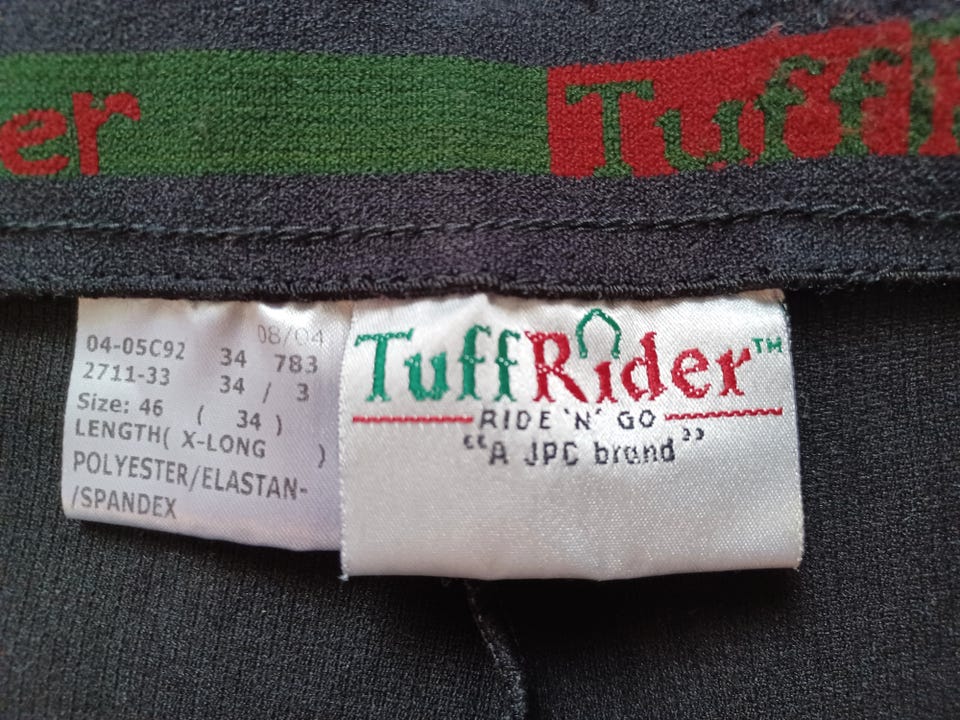 er TuffR
08/04
04-05C92 34 783
2711-33 34 / 3
Size: 46 ( 34 )
LENGTH( X-LONG )
POLYESTER/ELASTAN-
/SPANDEX
TuffRider™
RIDE 'N' GO
"A JPC brand"